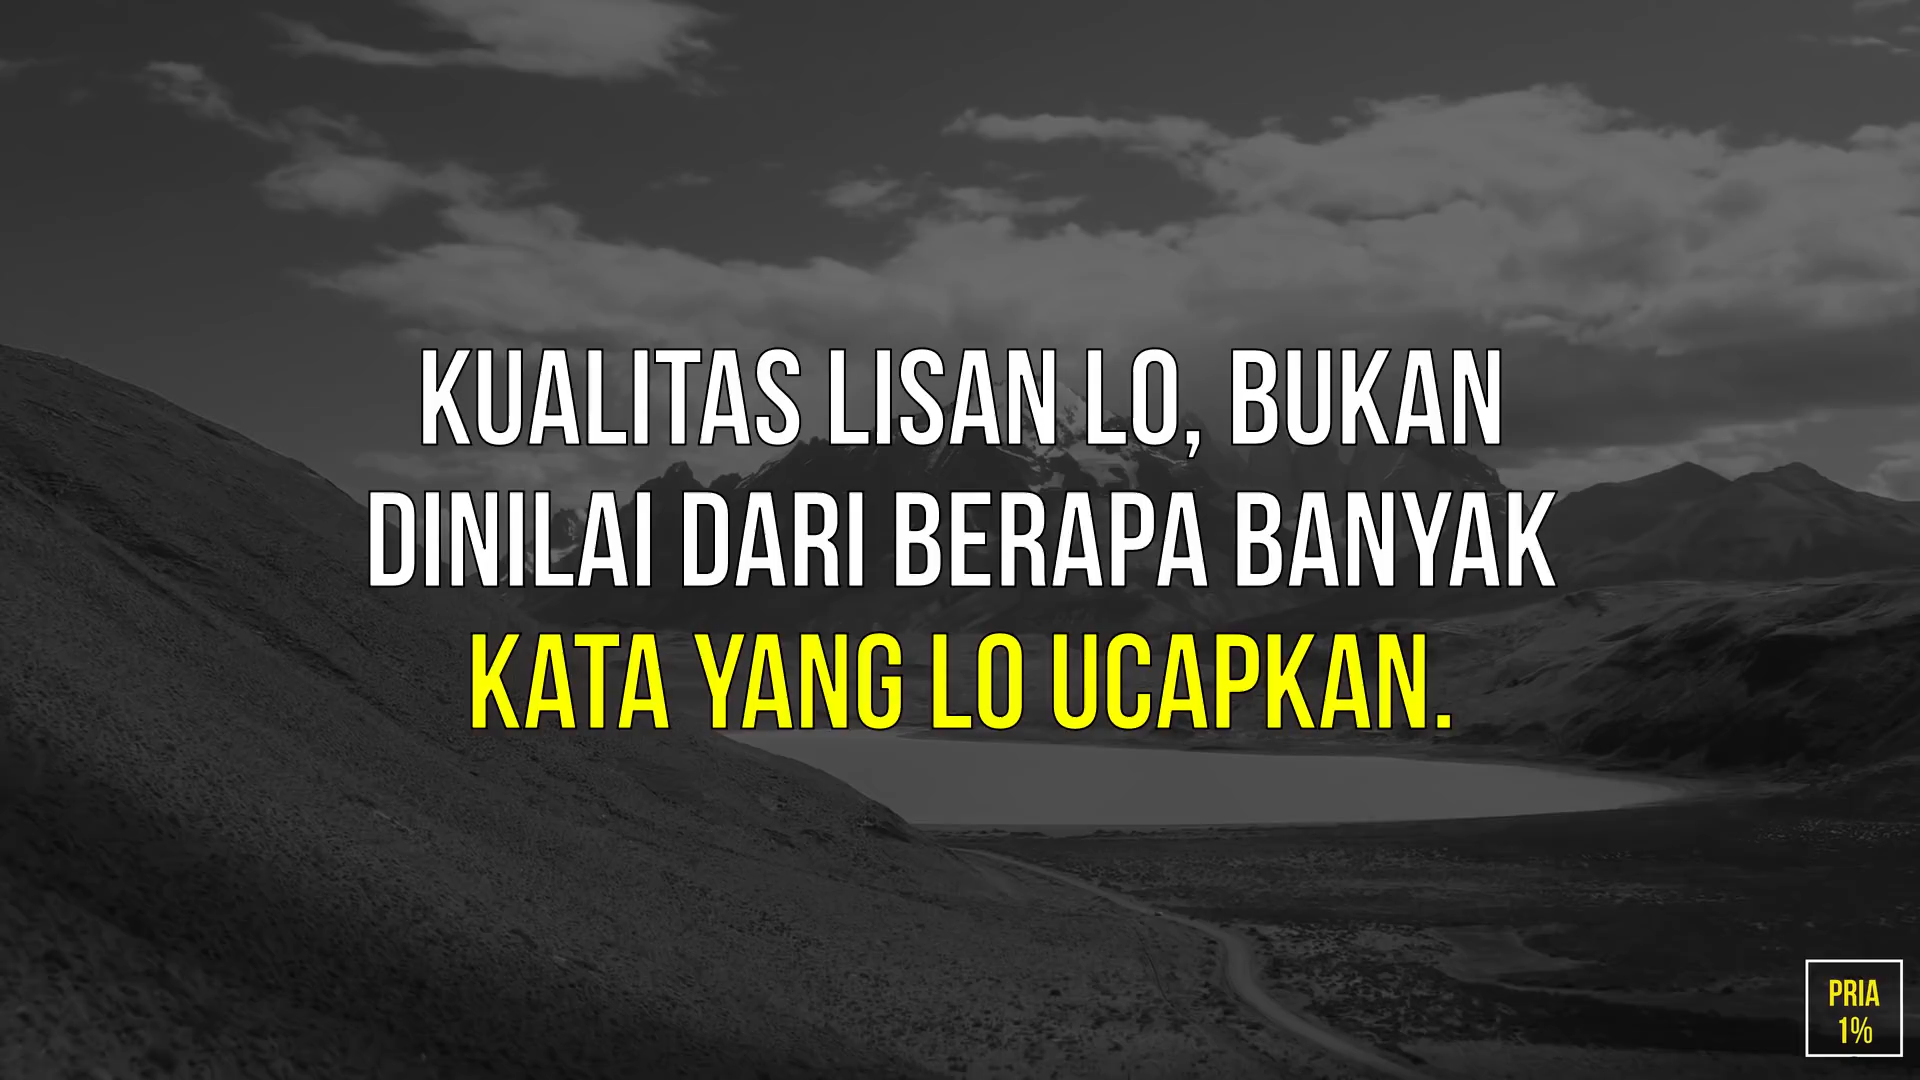 KUALITAS LISAN LO, BUKAN
DINILAI DARI BERAPA BANYAK
KATA YANG LO UCAPKAN.
PRIA
1%